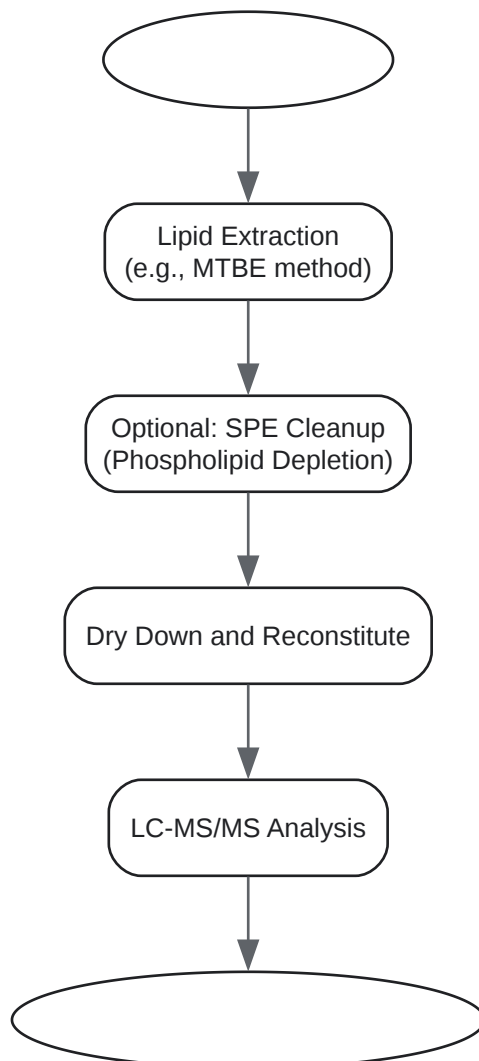 Lipid Extraction
(e.g., MTBE method)
Optional: SPE Cleanup
(Phospholipid Depletion)
Dry Down and Reconstitute
LC-MS/MS Analysis